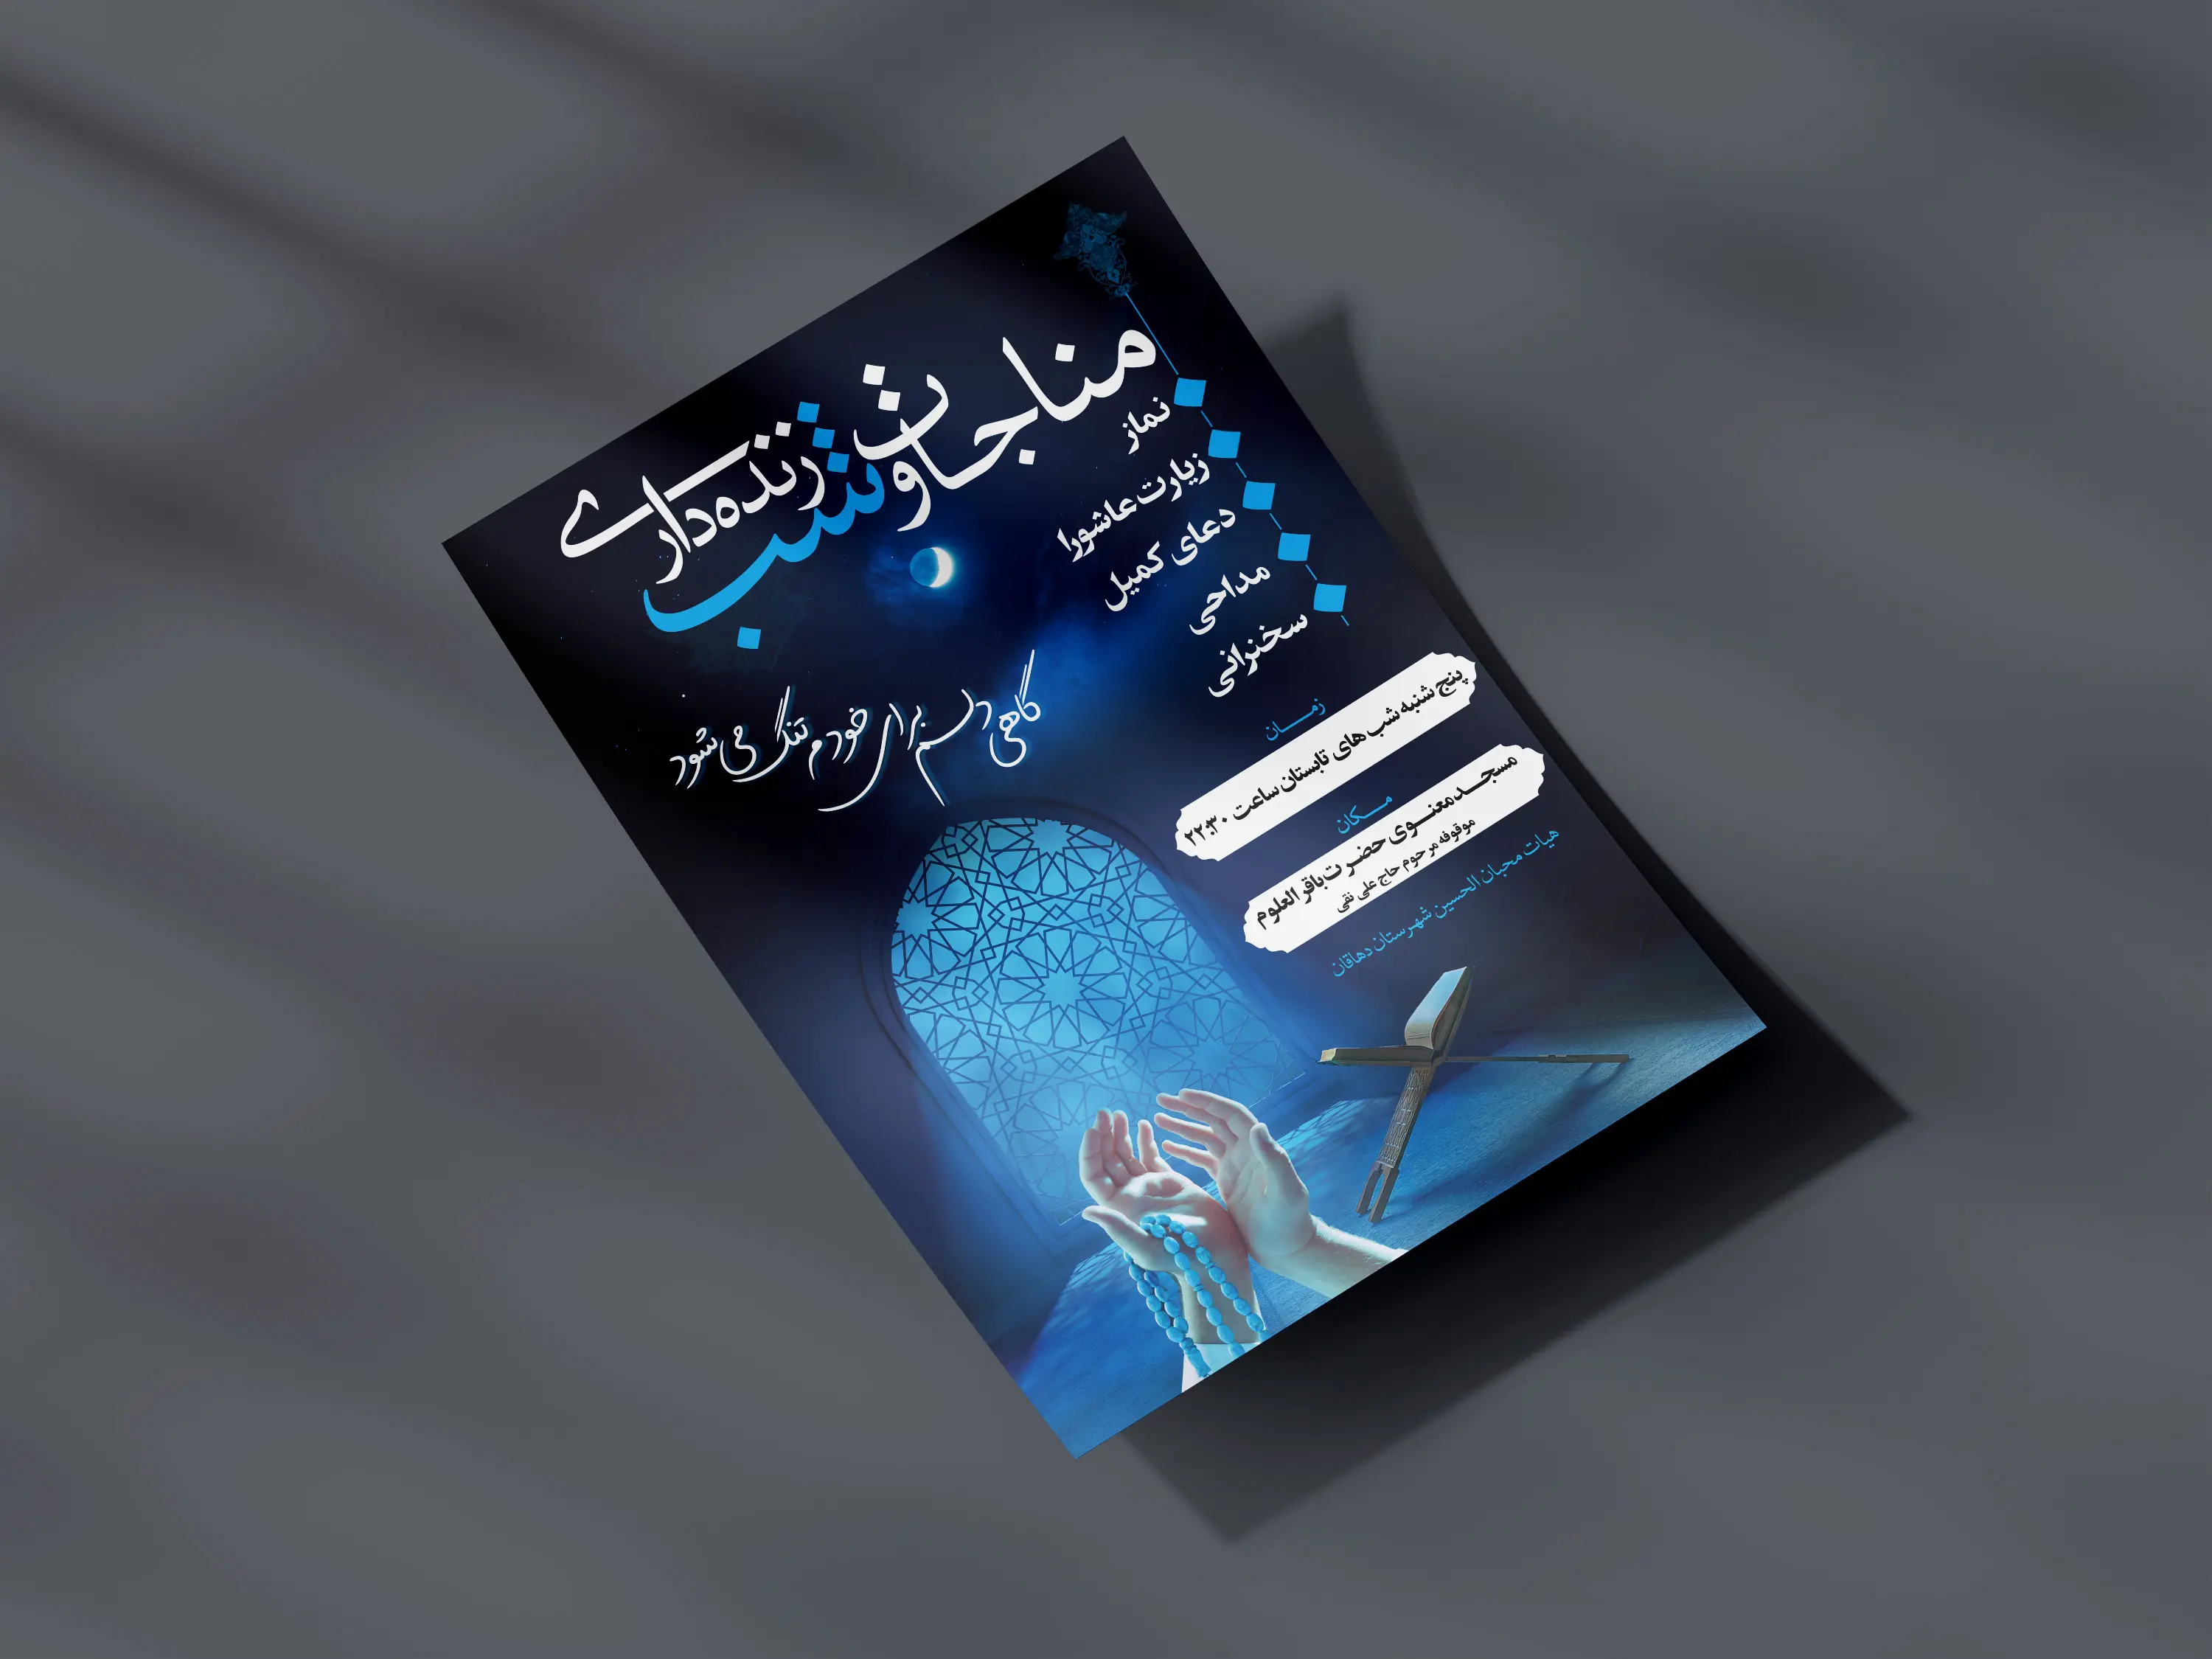 مناجات و
شب زنده داری
نماز
زیارت عاشورا
دعای کمیل
مداحی
سخنرانی
گاهی دلم برای خودم تنگ می شود
زمان
پنج شنبه شب های تابستان ساعت ۲۲:۳۰
مکان
مسجد معنوی حضرت باقر العلوم
موقوفه مرحوم حاج علی نقی
هیات محبان الحسین شهرستان دهاقان